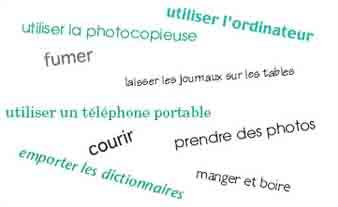 utiliser l'ordinateur
utiliser la photocopieuse
fumer
laisser les journaux sur les tables
utiliser un téléphone portable
courir
prendre des photos
emporter les dictionnaires
manger et boire